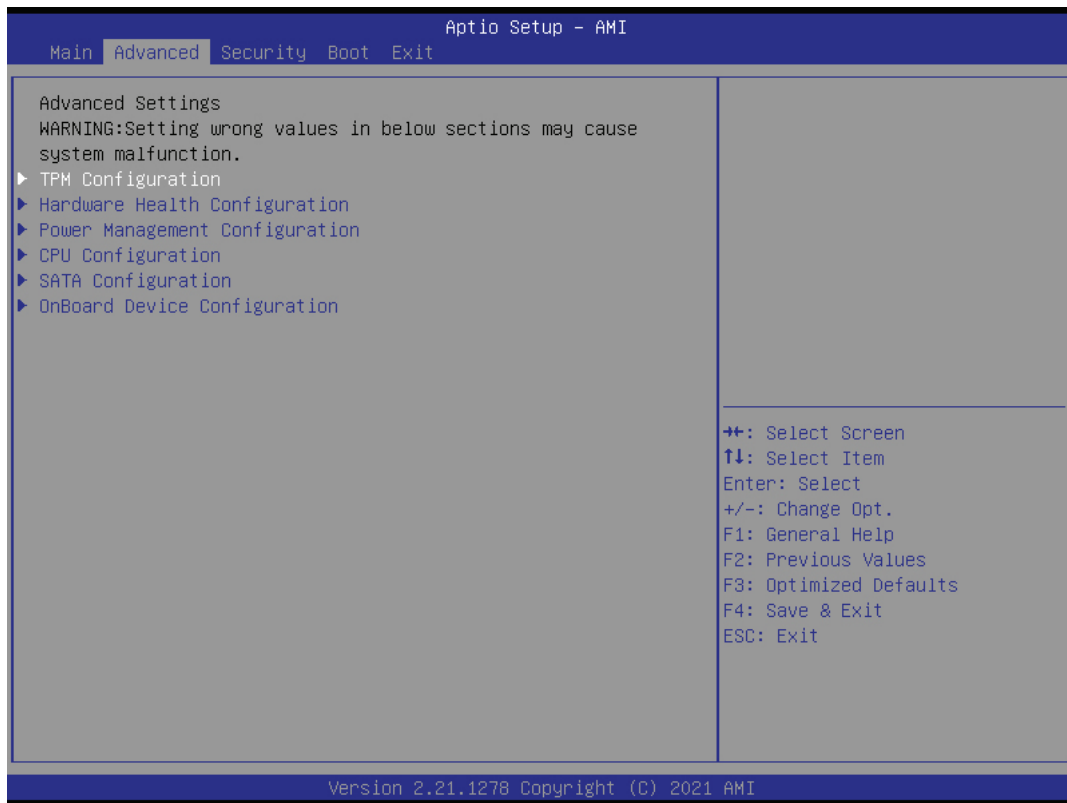 Aptio Setup – AMI
Main Advanced Security Boot Exit
Advanced Settings
WARNING:Setting wrong values in below sections may cause
system malfunction.
▶ TPM Configuration
▶ Hardware Health Configuration
▶ Power Management Configuration
▶ CPU Configuration
▶ SATA Configuration
▶ OnBoard Device Configuration
→←: Select Screen
↑↓: Select Item
Enter: Select
+/-: Change Opt.
F1: General Help
F2: Previous Values
F3: Optimized Defaults
F4: Save & Exit
ESC: Exit
Version 2.21.1278 Copyright (C) 2021 AMI